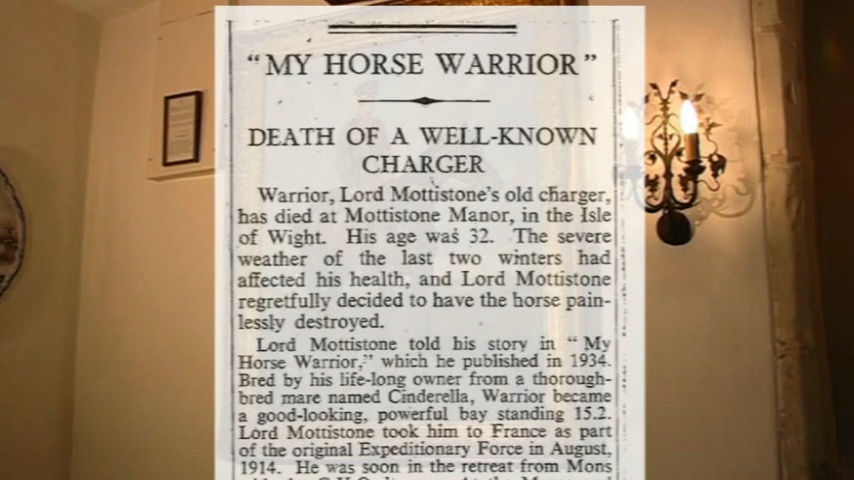 "MY HORSE WARRIOR"
DEATH OF A WELL-KNOWN
CHARGER
Warrior, Lord Mottistone's old charger,
has died at Mottistone Manor, in the Isle
of Wight. His age was 32. The severe
weather of the last two winters had
affected his health, and Lord Mottistone
regretfully decided to have the horse pain-
lessly destroyed.
Lord Mottistone told his story in "My
Horse Warrior," which he published in 1934.
Bred by his life-long owner from a thorough-
bred mare named Cinderella, Warrior became
a good-looking, powerful bay standing 15.2.
Lord Mottistone took him to France as part
of the original Expeditionary Force in August,
1914. He was soon in the retreat from Mons